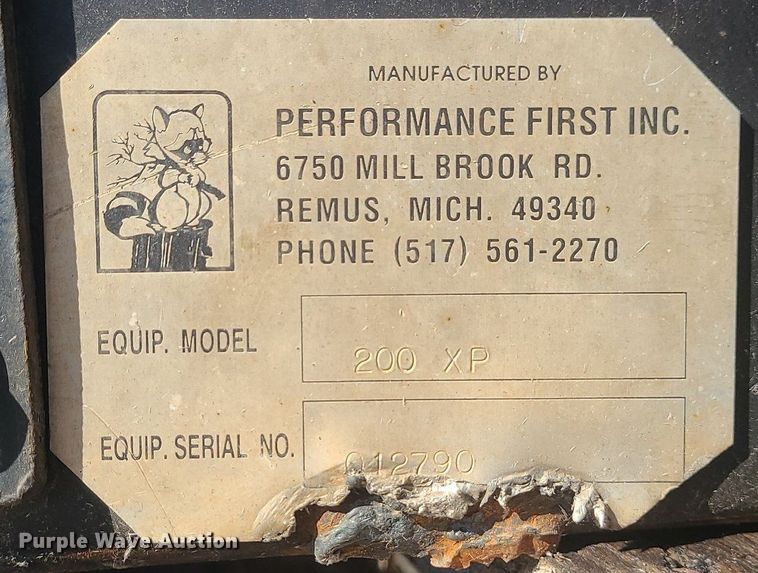 MANUFACTURED BY
PERFORMANCE FIRST INC.
6750 MILL BROOK RD.
REMUS, MICH. 49340
PHONE (517) 561-2270
EQUIP. MODEL 200 XP
EQUIP. SERIAL NO. 012790
Purple Wave Auction